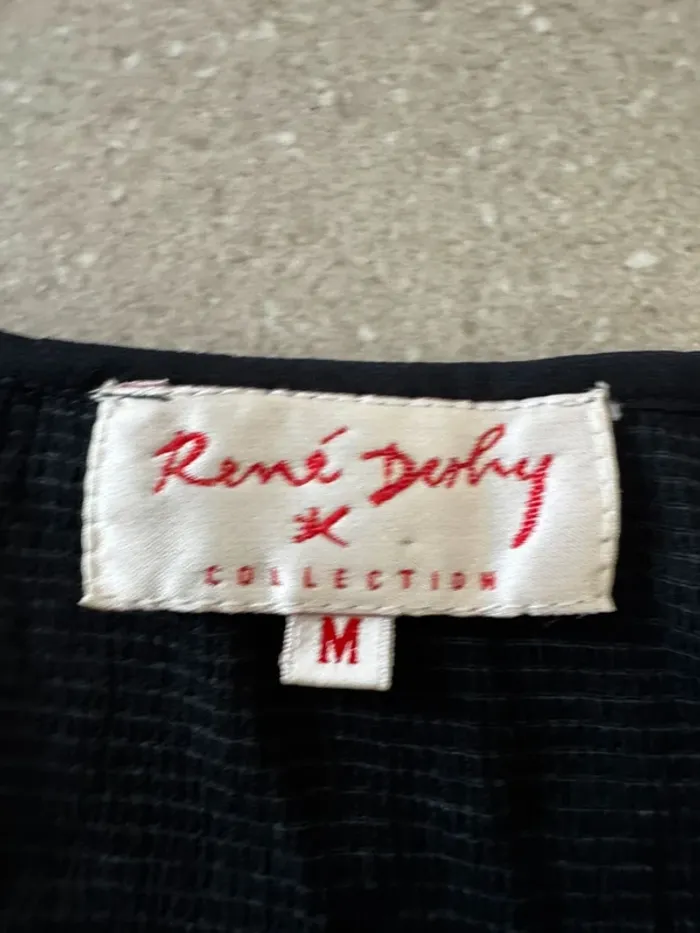 René Derhy
COLLECTION
M